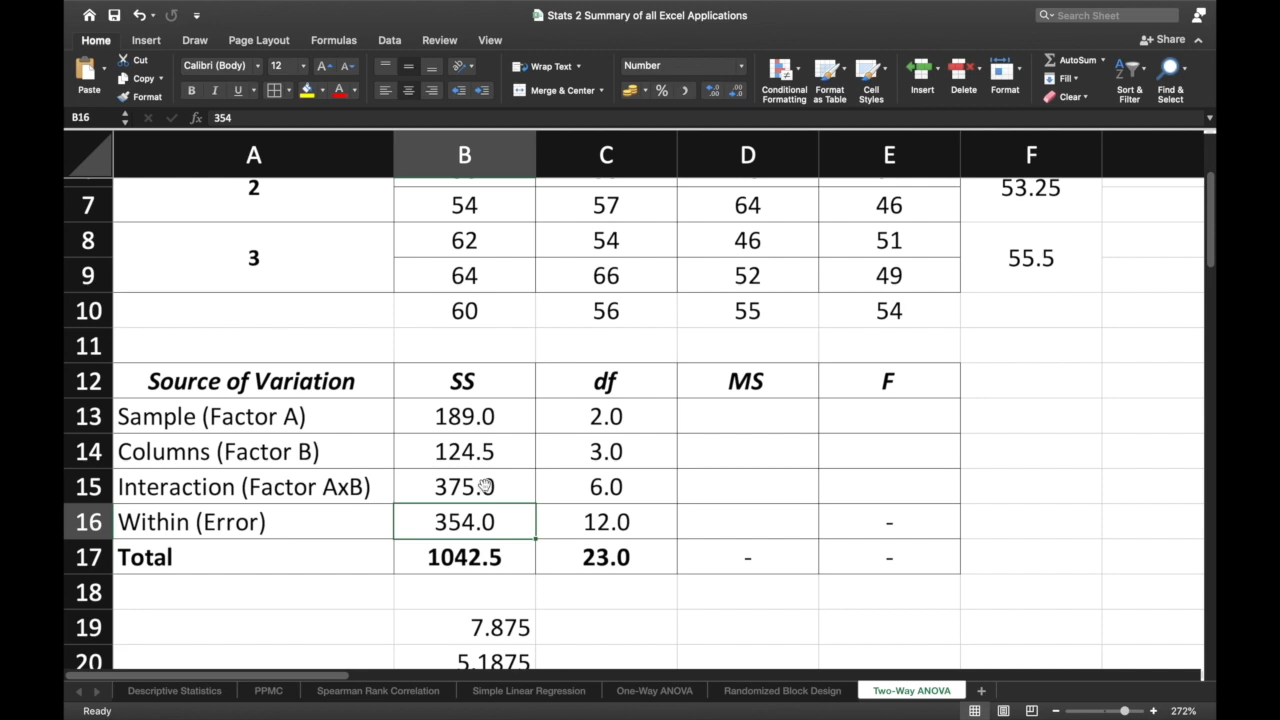 Stats 2 Summary of all Excel Applications
Search Sheet
Home Insert Draw Page Layout Formulas Data Review View
Share
Paste
Cut
Copy
Format
Calibri (Body) 12
B I U
Wrap Text
Merge & Center
Number
Conditional Formatting
Format as Table
Cell Styles
Insert
Delete
Format
AutoSum
Fill
Clear
Sort & Filter
Find & Select
B16 fx 354
A B C D E F
2 53.25
7 54 57 64 46
8 62 54 46 51
3 55.5
9 64 66 52 49
10 60 56 55 54
11
12 Source of Variation SS df MS F
13 Sample (Factor A) 189.0 2.0
14 Columns (Factor B) 124.5 3.0
15 Interaction (Factor AxB) 375.0 6.0
16 Within (Error) 354.0 12.0 -
17 Total 1042.5 23.0 - -
18
19 7.875
20 5.1875
Descriptive Statistics PPMC Spearman Rank Correlation Simple Linear Regression One-Way ANOVA Randomized Block Design Two-Way ANOVA
Ready 272%